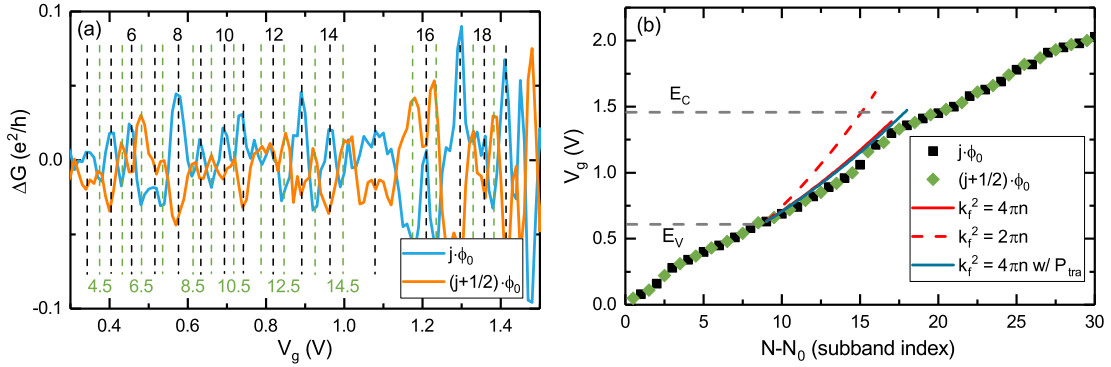 (a)
6 8 10 12 14 16 18
0.1
0.0
-0.1
ΔG (e²/h)
4.5 6.5 8.5 10.5 12.5 14.5
j·ϕ₀
(j+1/2)·ϕ₀
0.4 0.6 0.8 1.0 1.2 1.4
V_g (V)
(b)
2.0
1.5
1.0
0.5
0.0
V_g (V)
E_C
E_V
j·ϕ₀
(j+1/2)·ϕ₀
k_f² = 4πn
k_f² = 2πn
k_f² = 4πn w/ P_tra
0 5 10 15 20 25 30
N-N₀ (subband index)